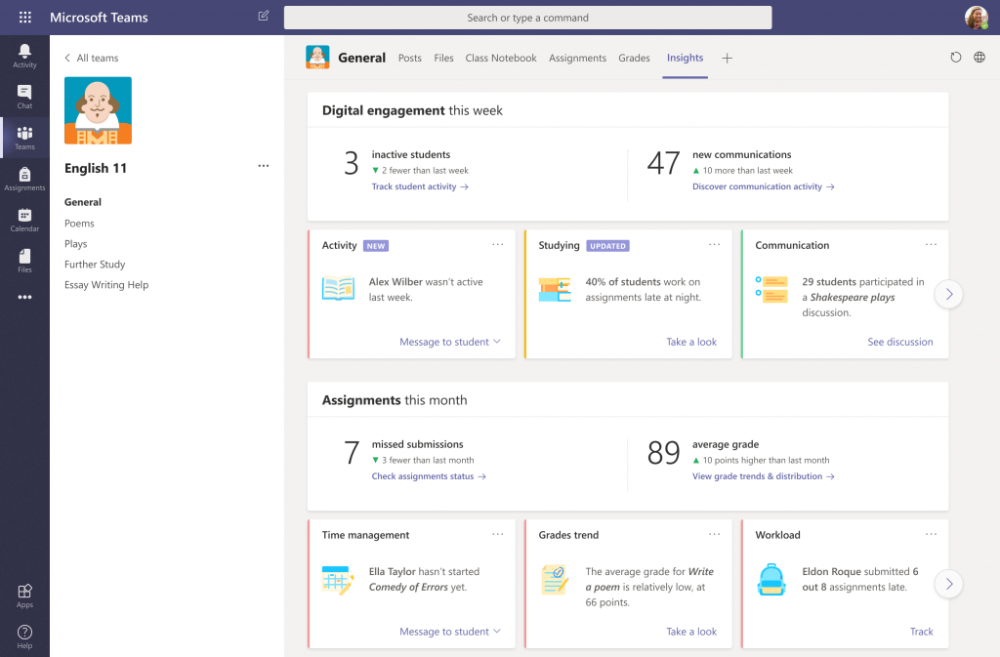 Microsoft Teams
Search or type a command
Activity
Chat
Teams
Assignments
Calendar
Files
Apps
Help
All teams
English 11
General
Poems
Plays
Further Study
Essay Writing Help
General Posts Files Class Notebook Assignments Grades Insights
Digital engagement this week
3
inactive students
2 fewer than last week
Track student activity →
47
new communications
10 more than last week
Discover communication activity →
Activity NEW
Alex Wilber wasn't active
last week.
Message to student
Studying UPDATED
40% of students work on
assignments late at night.
Take a look
Communication
29 students participated in
a Shakespeare plays
discussion.
See discussion
Assignments this month
7
missed submissions
3 fewer than last month
Check assignments status →
89
average grade
10 points higher than last month
View grade trends & distribution →
Time management
Ella Taylor hasn't started
Comedy of Errors yet.
Message to student
Grades trend
The average grade for Write
a poem is relatively low, at
66 points.
Take a look
Workload
Eldon Roque submitted 6
out 8 assignments late.
Track